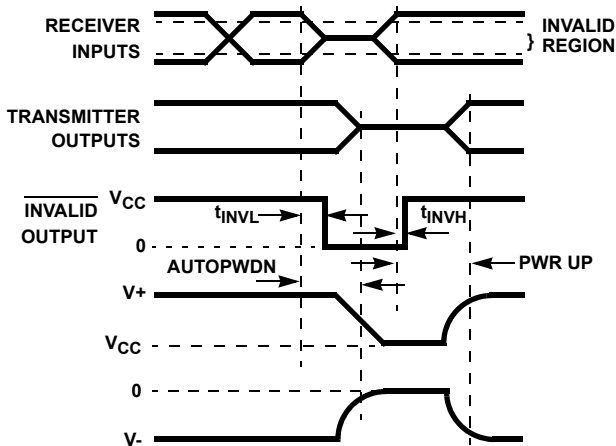 RECEIVER
INPUTS
} INVALID
REGION
TRANSMITTER
OUTPUTS
INVALID
OUTPUT
VCC
0
tINVL
tINVH
AUTOPWDN
PWR UP
V+
VCC
0
V-